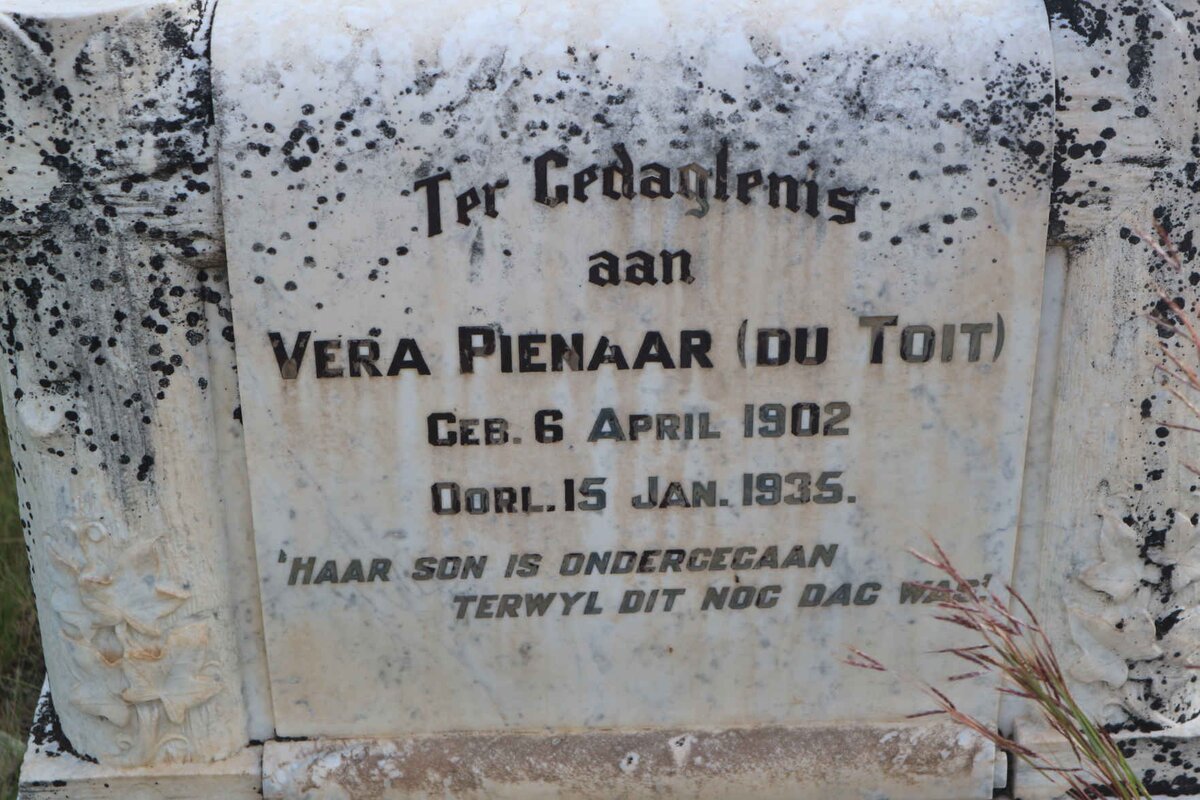 Ter Gedagtenis
aan
VERA PIENAAR (DU TOIT)
GEB. 6 APRIL 1902
OORL. 15 JAN. 1935.
'HAAR SON IS ONDERGEGAAN
TERWYL DIT NOG DAG WAS.'